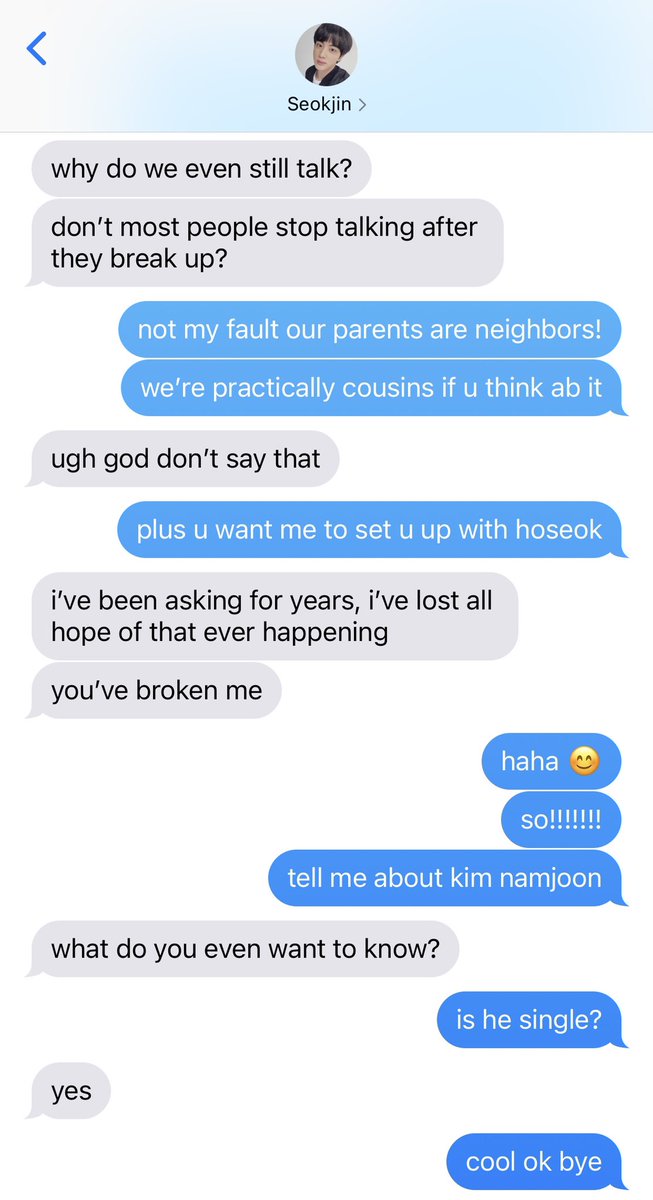 Seokjin
why do we even still talk?
don’t most people stop talking after
they break up?
not my fault our parents are neighbors!
we’re practically cousins if u think ab it
ugh god don’t say that
plus u want me to set u up with hoseok
i’ve been asking for years, i’ve lost all
hope of that ever happening
you’ve broken me
haha 😊
so!!!!!!!
tell me about kim namjoon
what do you even want to know?
is he single?
yes
cool ok bye